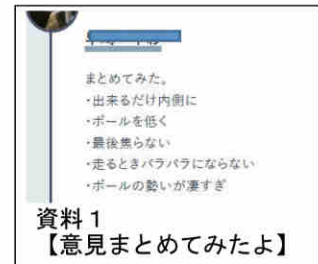 まとめてみた。
・出来るだけ内側に
・ボールを低く
・最後焦らない
・走るときバラバラにならない
・ボールの勢いが凄すぎ
資料１
【意見まとめてみたよ】